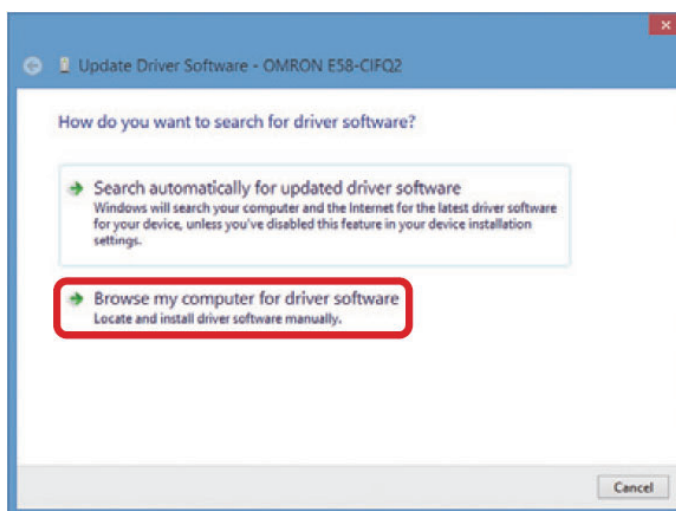 Update Driver Software - OMRON E58-CIFQ2
How do you want to search for driver software?
Search automatically for updated driver software
Windows will search your computer and the Internet for the latest driver software
for your device, unless you've disabled this feature in your device installation
settings.
Browse my computer for driver software
Locate and install driver software manually.
Cancel